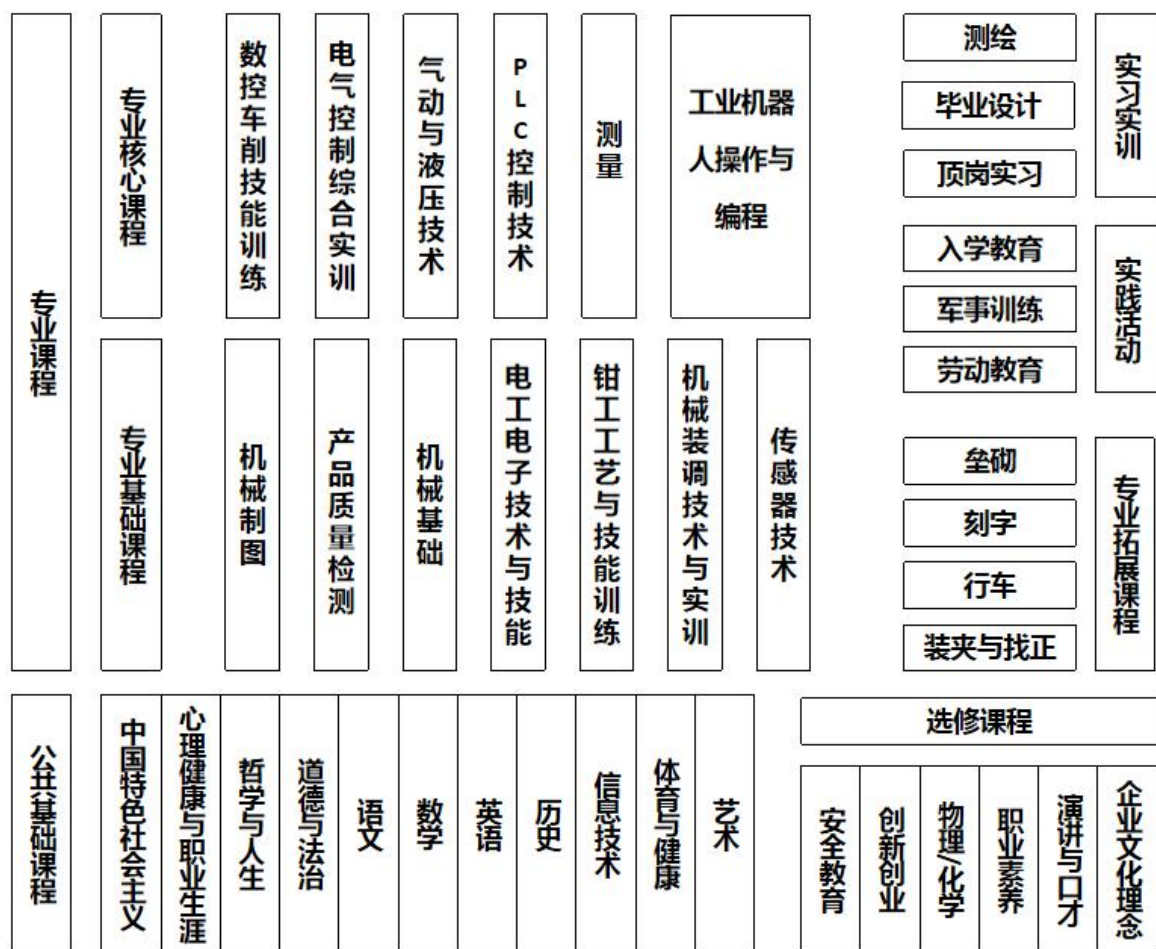 专业课程
专业核心课程
数控车削技能训练
电气控制综合实训
气动与液压技术
PLC控制技术
测量
工业机器
人操作与
编程
测绘
毕业设计
顶岗实习
实习实训
入学教育
军事训练
劳动教育
实践活动
专业基础课程
机械制图
产品质量检测
机械基础
电工电子技术与技能
钳工工艺与技能训练
机械装调技术与实训
传感器技术
垒砌
刻字
行车
装夹与找正
专业拓展课程
公共基础课程
中国特色社会主义
心理健康与职业生涯
哲学与人生
道德与法治
语文
数学
英语
历史
信息技术
体育与健康
艺术
选修课程
安全教育
创新创业
物理/化学
职业素养
演讲与口才
企业文化理念